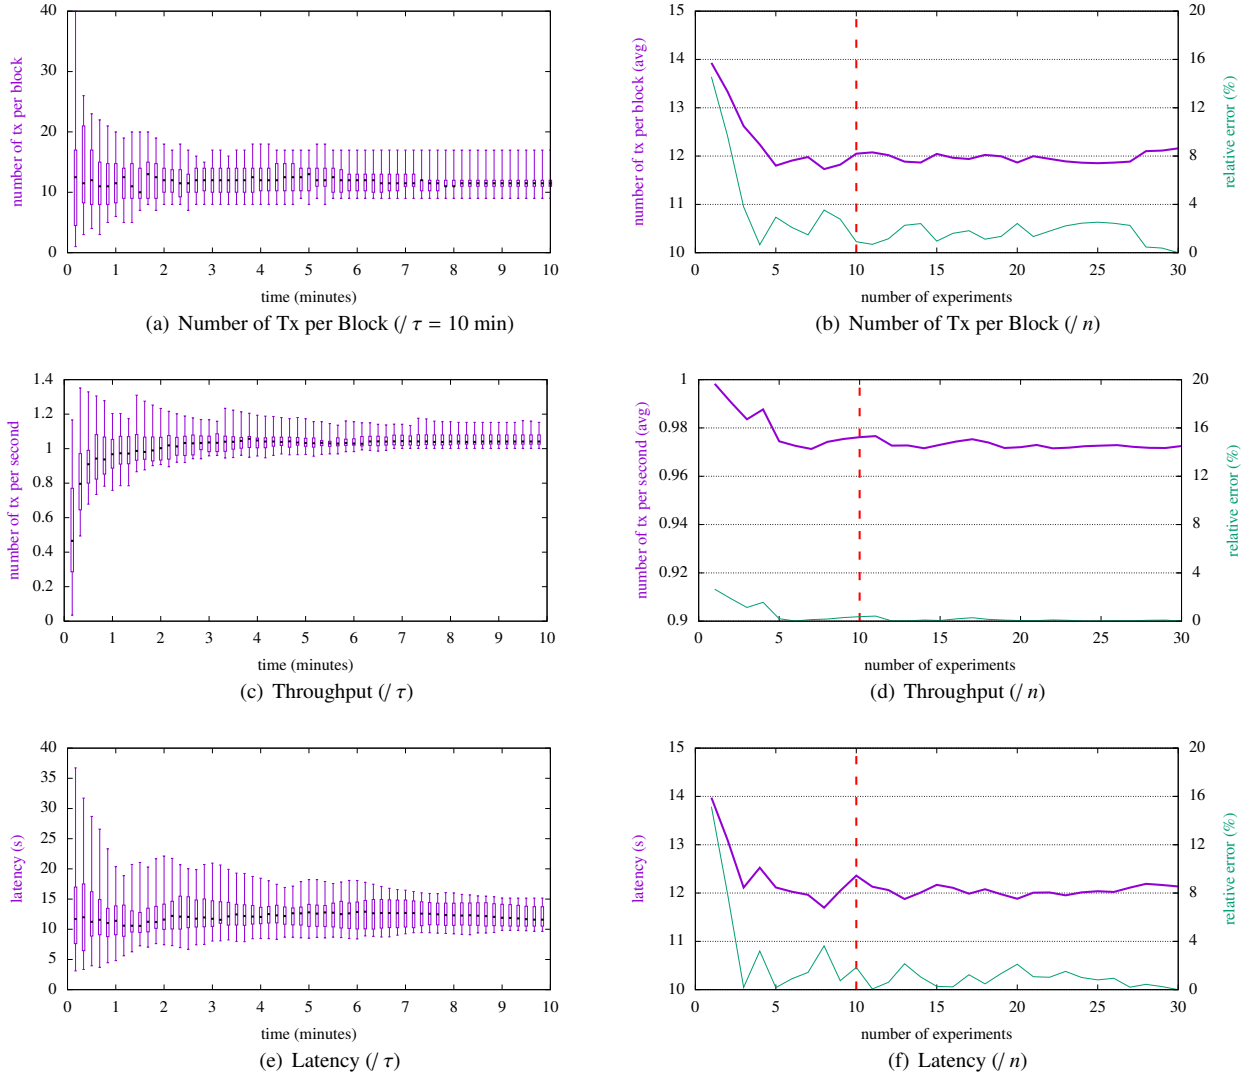 number of tx per block
40
30
20
10
0
0 1 2 3 4 5 6 7 8 9 10
time (minutes)
(a) Number of Tx per Block (/ τ = 10 min)
number of tx per block (avg)
15
14
13
12
11
10
20
16
12
8
4
0
relative error (%)
0 5 10 15 20 25 30
number of experiments
(b) Number of Tx per Block (/ n)
number of tx per second
1.4
1.2
1
0.8
0.6
0.4
0.2
0
0 1 2 3 4 5 6 7 8 9 10
time (minutes)
(c) Throughput (/ τ)
number of tx per second (avg)
1
0.98
0.96
0.94
0.92
0.9
20
16
12
8
4
0
relative error (%)
0 5 10 15 20 25 30
number of experiments
(d) Throughput (/ n)
latency (s)
40
35
30
25
20
15
10
5
0
0 1 2 3 4 5 6 7 8 9 10
time (minutes)
(e) Latency (/ τ)
latency (s)
15
14
13
12
11
10
20
16
12
8
4
0
relative error (%)
0 5 10 15 20 25 30
number of experiments
(f) Latency (/ n)